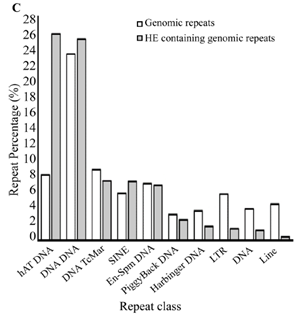 C
Genomic repeats
HE containing genomic repeats
Repeat Percentage (%)
28
26
24
22
20
18
16
14
12
10
8
6
4
2
0
hAT DNA
DNA DNA
DNA TcMar
SINE
En-Spm DNA
PiggyBack DNA
Harbinger DNA
LTR
DNA
Line
Repeat class